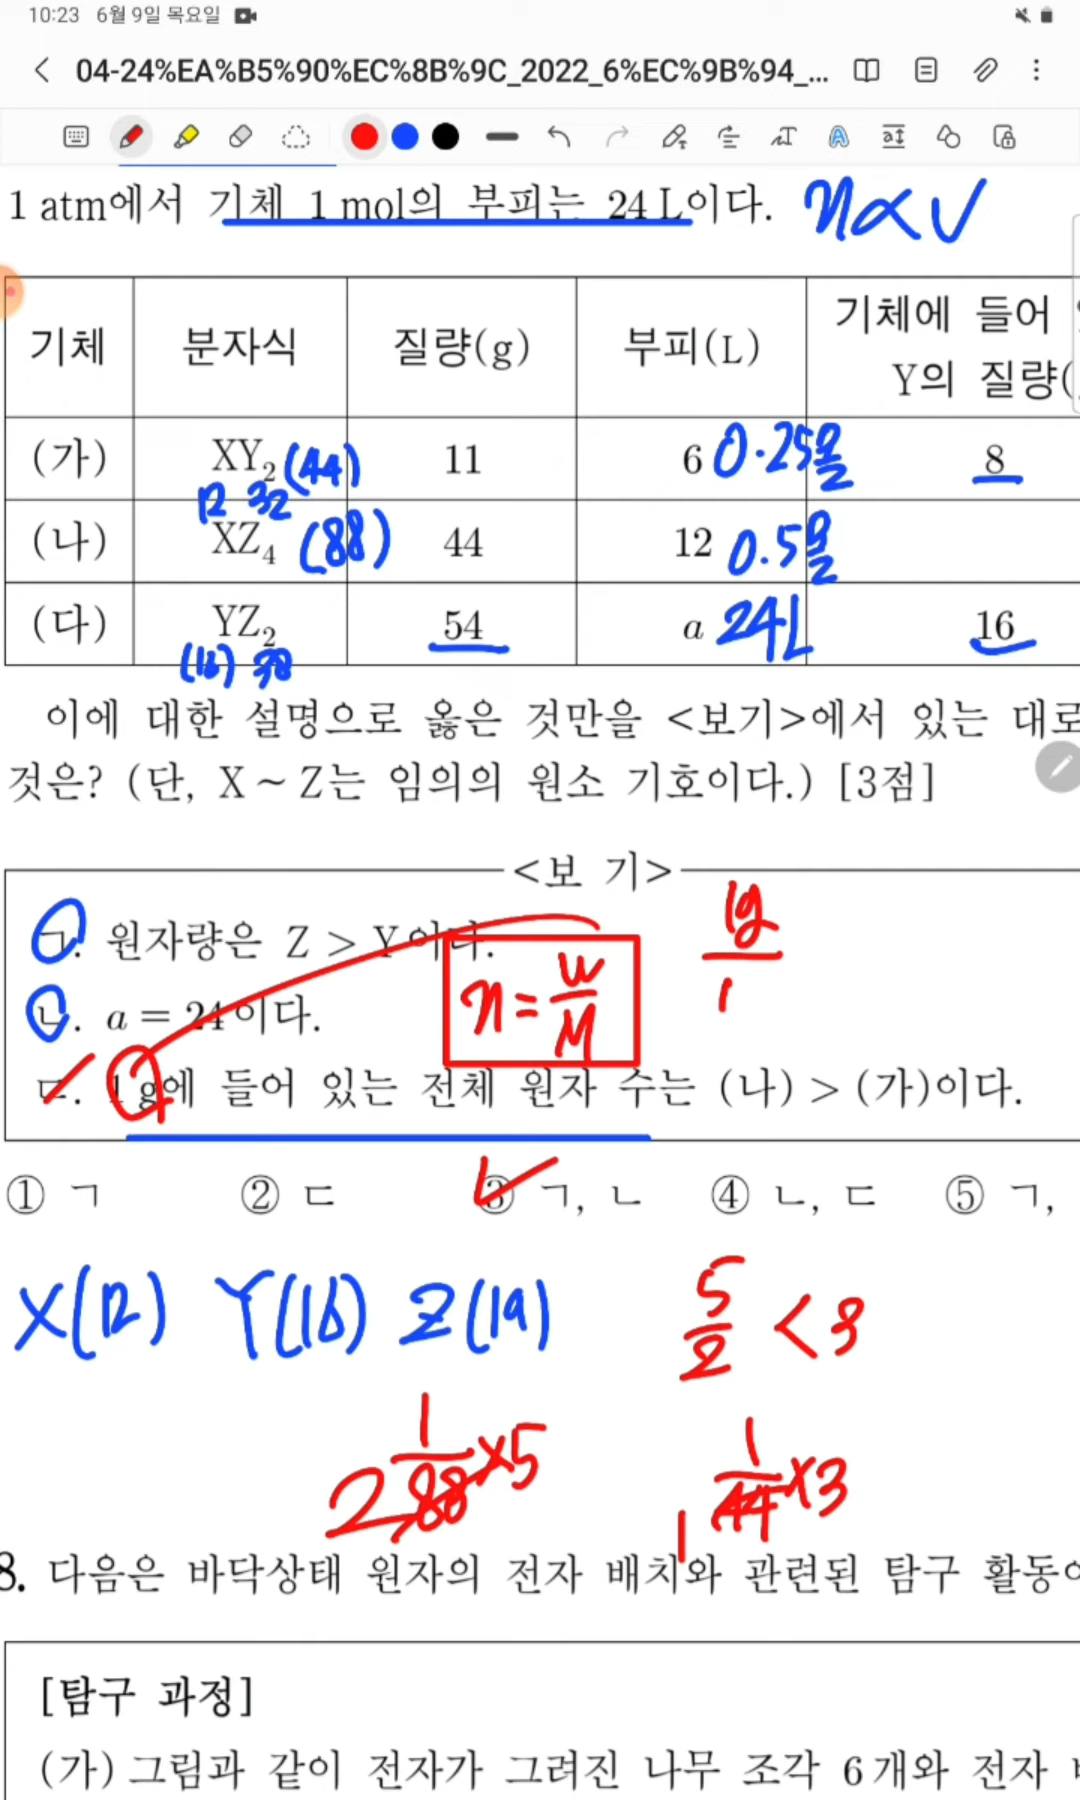 10:23 6월 9일 목요일
04-24%EA%B5%90%EC%8B%9C_2022_6%EC%9B%94_...
1 atm에서 기체 1 mol의 부피는 24 L이다. n∝V
기체 분자식 질량(g) 부피(L) 기체에 들어
Y의 질량(
(가) XY₂ (44) 11 6 0.25몰 8
12 32
(나) XZ₄ (88) 44 12 0.5몰
(다) YZ₂ 54 a 24L 16
(16) 38
이에 대한 설명으로 옳은 것만을 <보기>에서 있는 대로
것은? (단, X ~ Z는 임의의 원소 기호이다.) [3점]
<보 기>
ㄱ. 원자량은 Z > Y이다.
n = w/M
1g
1
ㄴ. a = 24이다.
ㄷ. 1 g에 들어 있는 전체 원자 수는 (나) > (가)이다.
① ㄱ ② ㄷ ③ ㄱ, ㄴ ④ ㄴ, ㄷ ⑤ ㄱ,
X(12) Y(16) Z(19) 5/2 < 3
1/88 ×5 1/44 ×3
2 1
8. 다음은 바닥상태 원자의 전자 배치와 관련된 탐구 활동
[탐구 과정]
(가) 그림과 같이 전자가 그려진 나무 조각 6개와 전자